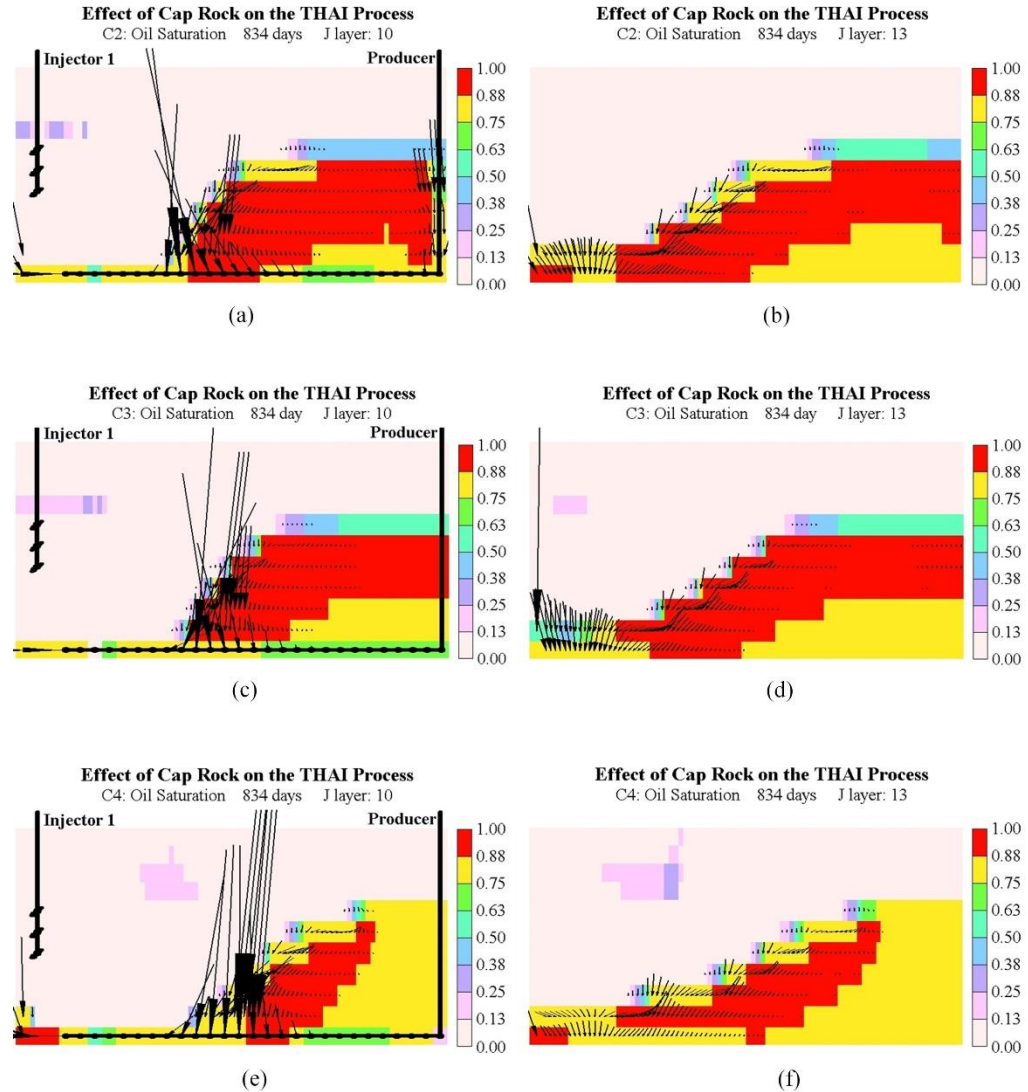 Effect of Cap Rock on the THAI Process
C2: Oil Saturation 834 days J layer: 10
Injector 1
Producer
1.00
0.88
0.75
0.63
0.50
0.38
0.25
0.13
0.00
(a)
Effect of Cap Rock on the THAI Process
C2: Oil Saturation 834 days J layer: 13
1.00
0.88
0.75
0.63
0.50
0.38
0.25
0.13
0.00
(b)
Effect of Cap Rock on the THAI Process
C3: Oil Saturation 834 day J layer: 10
Injector 1
Producer
1.00
0.88
0.75
0.63
0.50
0.38
0.25
0.13
0.00
(c)
Effect of Cap Rock on the THAI Process
C3: Oil Saturation 834 day J layer: 13
1.00
0.88
0.75
0.63
0.50
0.38
0.25
0.13
0.00
(d)
Effect of Cap Rock on the THAI Process
C4: Oil Saturation 834 days J layer: 10
Injector 1
Producer
1.00
0.88
0.75
0.63
0.50
0.38
0.25
0.13
0.00
(e)
Effect of Cap Rock on the THAI Process
C4: Oil Saturation 834 days J layer: 13
1.00
0.88
0.75
0.63
0.50
0.38
0.25
0.13
0.00
(f)